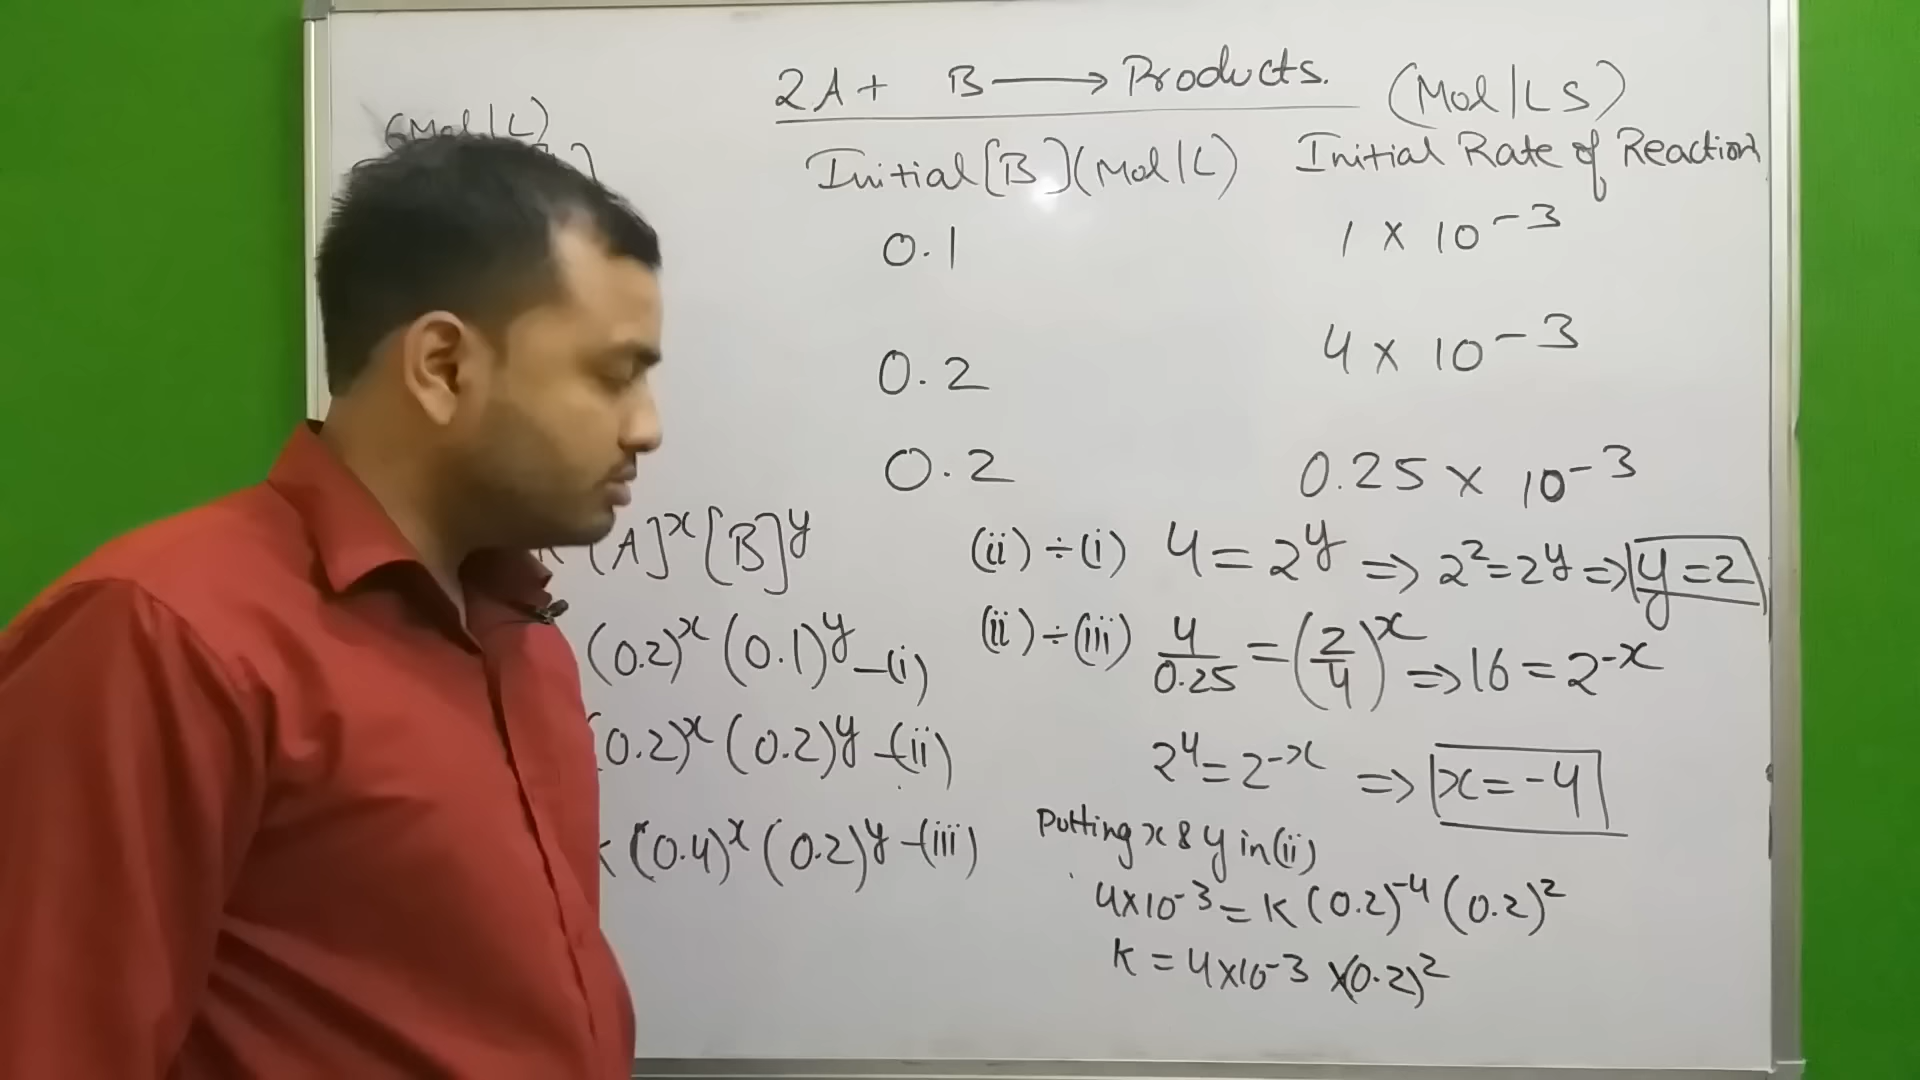 2A + B ⟶ Products.
(Mol/L S)
(Mol/L)
Initial [B] (Mol/L)
Initial Rate of Reaction
0.1
1 × 10⁻³
0.2
4 × 10⁻³
0.2
0.25 × 10⁻³
[A]ˣ[B]ʸ
(0.2)ˣ (0.1)ʸ –(i)
(0.2)ˣ (0.2)ʸ –(ii)
K (0.4)ˣ (0.2)ʸ –(iii)
(ii) ÷ (i) 4 = 2ʸ ⇒ 2² = 2ʸ ⇒ y = 2
(ii) ÷ (iii) 4/0.25 = (2/4)ˣ ⇒ 16 = 2⁻ˣ
2⁴ = 2⁻ˣ ⇒ x = -4
Putting x & y in (ii)
4×10⁻³ = K (0.2)⁻⁴ (0.2)²
K = 4×10⁻³ × (0.2)²